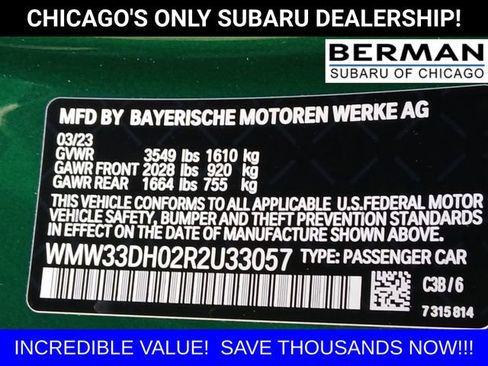 CHICAGO'S ONLY SUBARU DEALERSHIP!
BERMAN
SUBARU OF CHICAGO
MFD BY BAYERISCHE MOTOREN WERKE AG
03/23
GVWR 3549 lbs 1610 kg
GAWR FRONT 2028 lbs 920 kg
GAWR REAR 1664 lbs 755 kg
THIS VEHICLE CONFORMS TO ALL APPLICABLE U.S. FEDERAL MOTOR
VEHICLE SAFETY, BUMPER AND THEFT PREVENTION STANDARDS
IN EFFECT ON THE DATE OF MANUFACTURE SHOWN ABOVE.
WMW33DH02R2U33057 TYPE: PASSENGER CAR
C3B / 6
7 315 814
INCREDIBLE VALUE! SAVE THOUSANDS NOW!!!